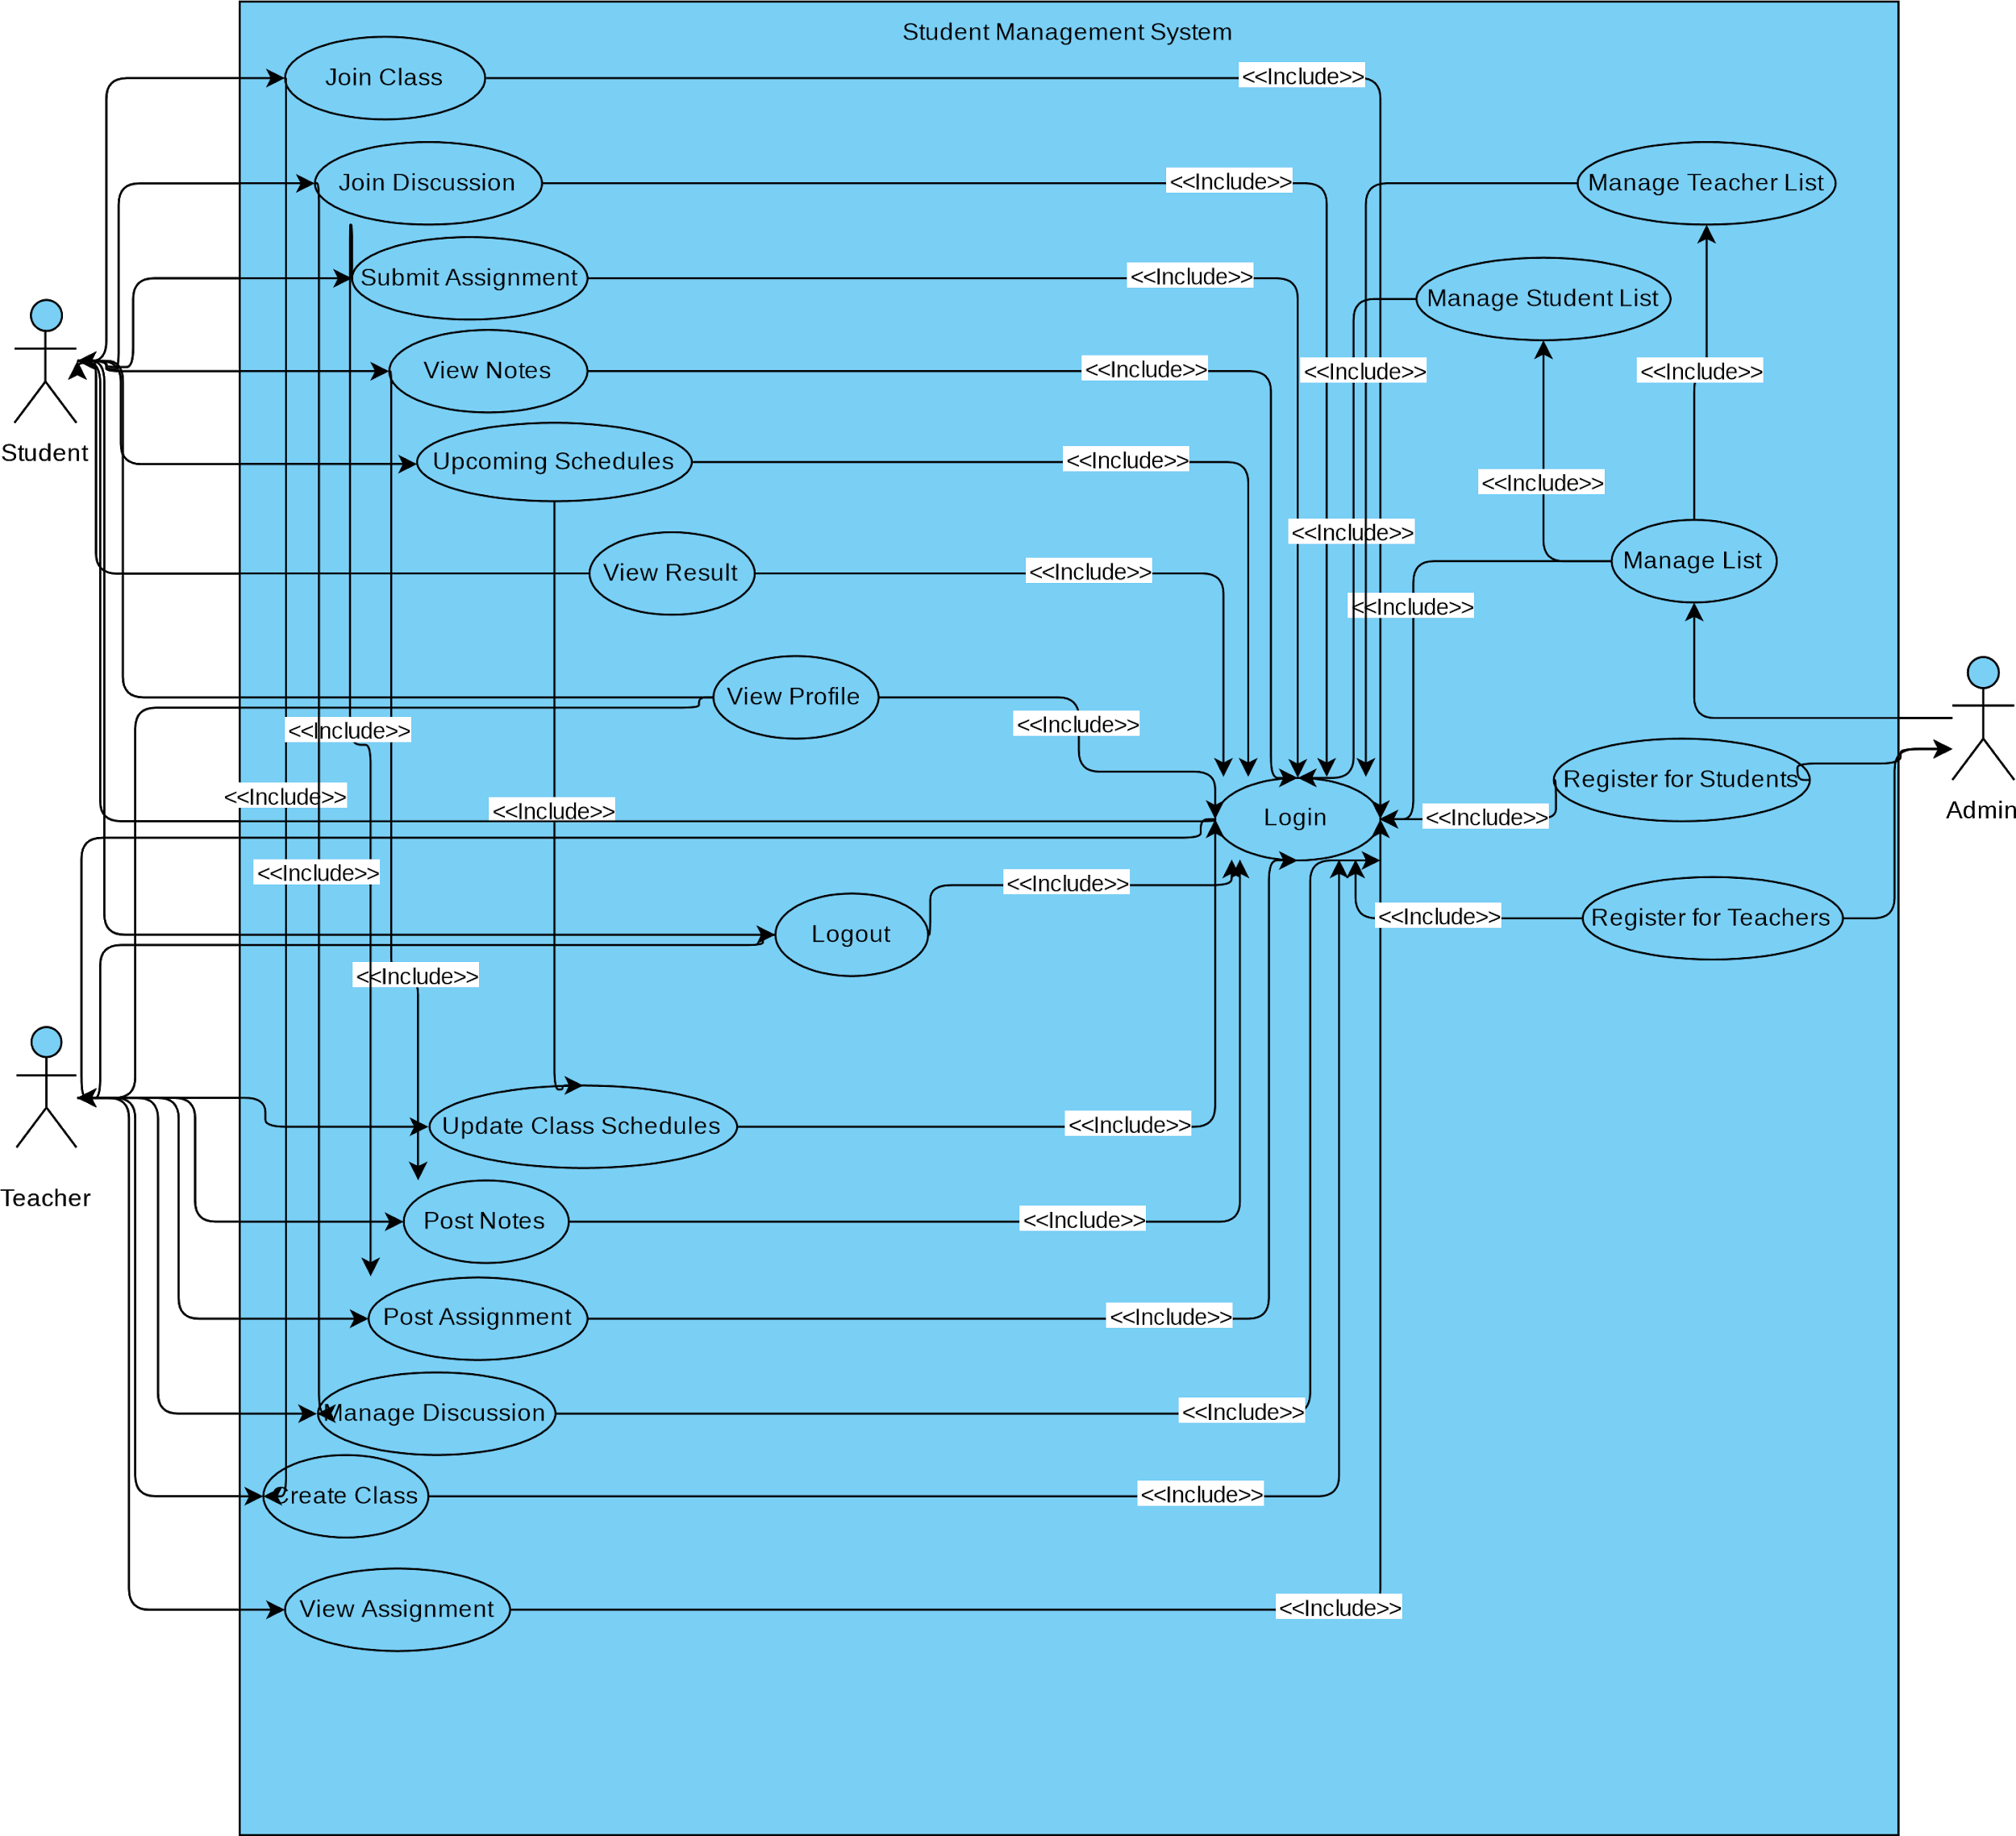 Student Management System
Join Class
<<Include>>
Join Discussion
<<Include>>
Manage Teacher List
Submit Assignment
<<Include>>
Manage Student List
View Notes
<<Include>>
<<Include>>
<<Include>>
Student
Upcoming Schedules
<<Include>>
<<Include>>
<<Include>>
View Result
<<Include>>
Manage List
<<Include>>
View Profile
<<Include>>
<<Include>>
Register for Students
<<Include>>
<<Include>>
Login
<<Include>>
Admin
<<Include>>
<<Include>>
Logout
<<Include>>
Register for Teachers
<<Include>>
Update Class Schedules
<<Include>>
Teacher
Post Notes
<<Include>>
Post Assignment
<<Include>>
Manage Discussion
<<Include>>
Create Class
<<Include>>
View Assignment
<<Include>>